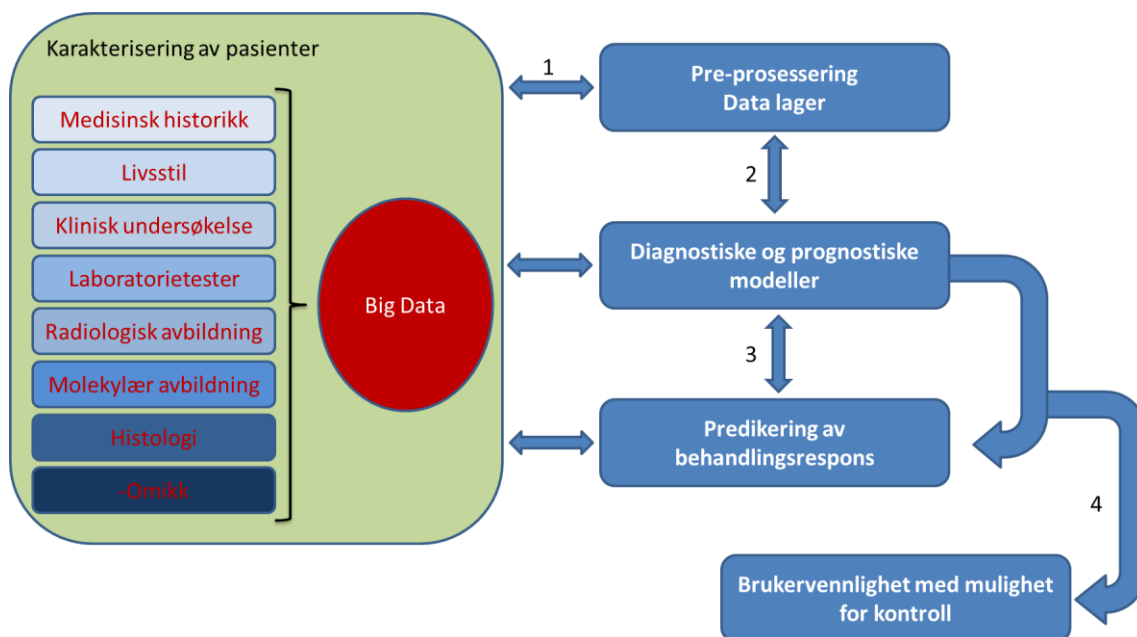 Karakterisering av pasienter
Medisinsk historikk
Livsstil
Klinisk undersøkelse
Laboratorietester
Radiologisk avbildning
Molekylær avbildning
Histologi
-Omikk
Big Data
1
Pre-prosessering
Data lager
2
Diagnostiske og prognostiske
modeller
3
Predikering av
behandlingsrespons
4
Brukervennlighet med mulighet
for kontroll